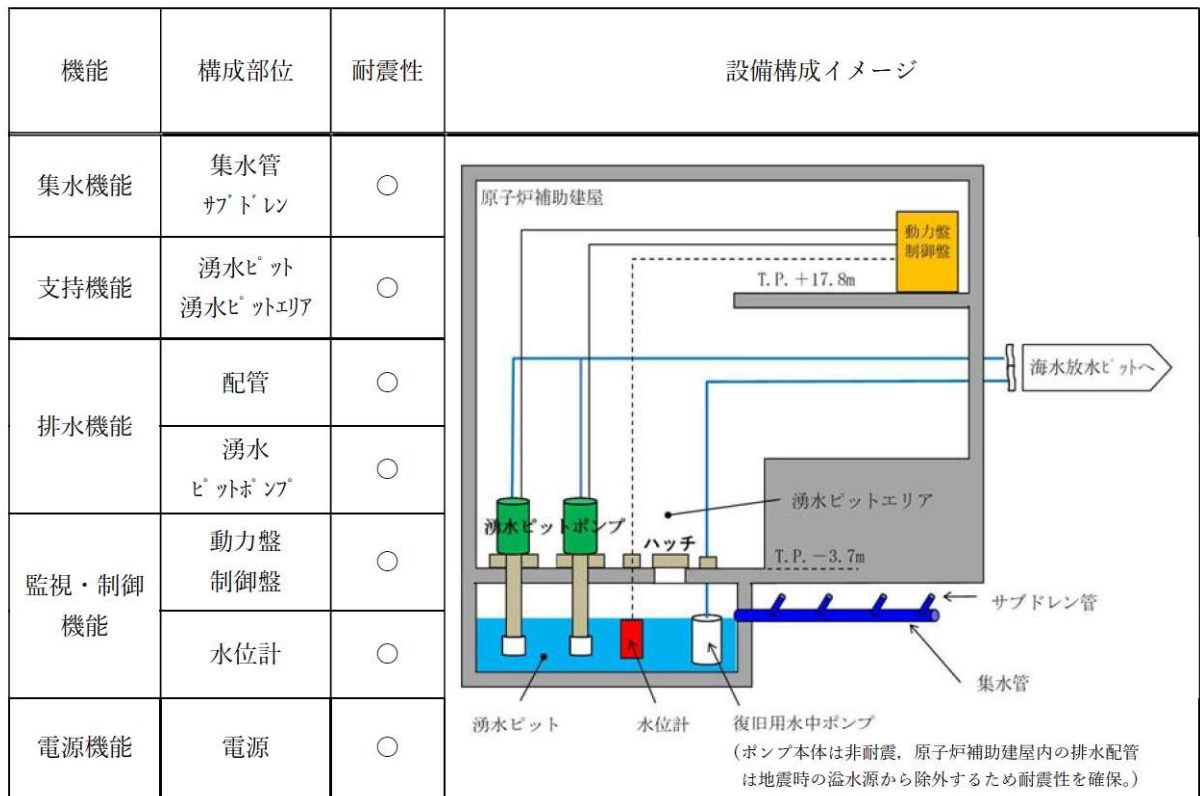 機能
構成部位
耐震性
設備構成イメージ
集水機能
集水管
ｻﾌﾞﾄﾞﾚﾝ
○
支持機能
湧水ﾋﾟｯﾄ
湧水ﾋﾟｯﾄエリア
○
排水機能
配管
○
湧水
ﾋﾟｯﾄﾎﾟﾝﾌﾟ
○
監視・制御
機能
動力盤
制御盤
○
水位計
○
電源機能
電源
○
原子炉補助建屋
動力盤
制御盤
T.P.＋17.8m
海水放水ﾋﾟｯﾄへ
湧水ピットエリア
湧水ピットポンプ
ハッチ
T.P.－3.7m
サブドレン管
集水管
湧水ピット
水位計
復旧用水中ポンプ
（ポンプ本体は非耐震，原子炉補助建屋内の排水配管
は地震時の溢水源から除外するため耐震性を確保。）